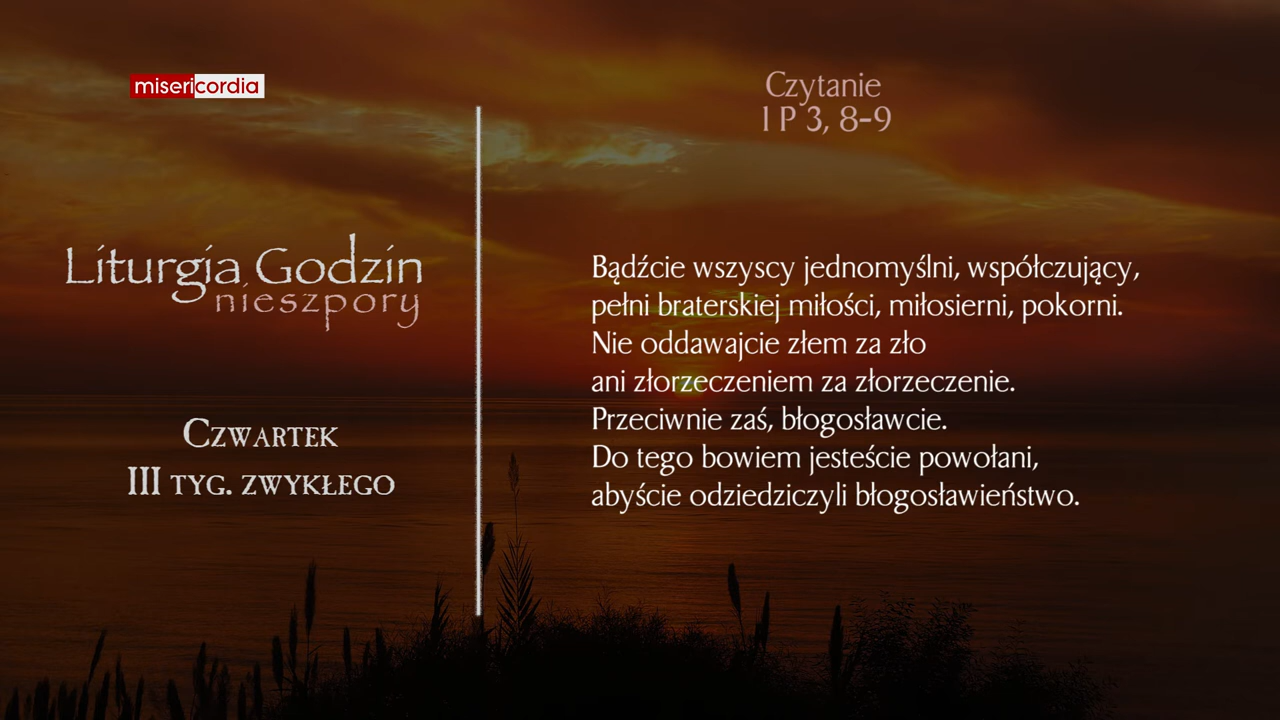 misericordia
Liturgia Godzin
nieszpory
Czwartek
III tyg. zwykłego
Czytanie
1 P 3, 8-9
Bądźcie wszyscy jednomyślni, współczujący,
pełni braterskiej miłości, miłosierni, pokorni.
Nie oddawajcie złem za zło
ani złorzeczeniem za złorzeczenie.
Przeciwnie zaś, błogosławcie.
Do tego bowiem jesteście powołani,
abyście odziedziczyli błogosławieństwo.